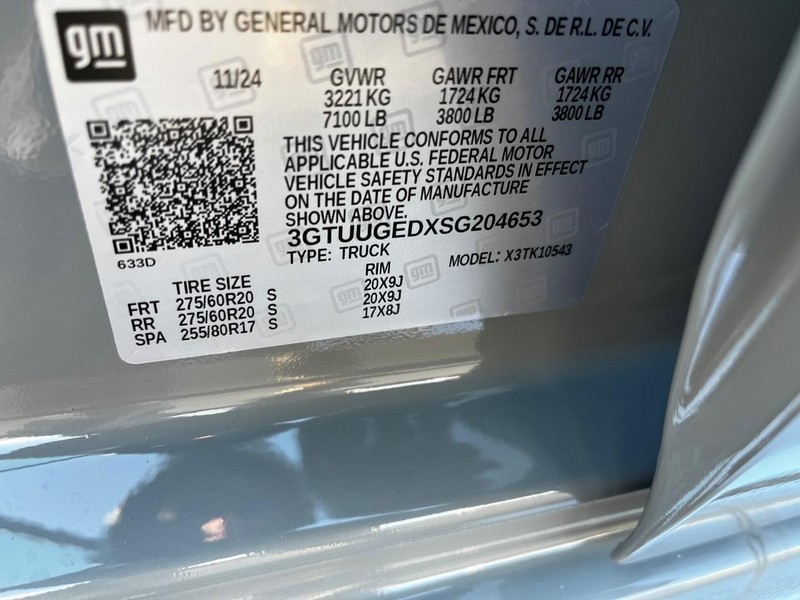 gm MFD BY GENERAL MOTORS DE MEXICO, S. DE R.L. DE C.V.
11/24 GVWR GAWR FRT GAWR RR
3221 KG 1724 KG 1724 KG
7100 LB 3800 LB 3800 LB
THIS VEHICLE CONFORMS TO ALL
APPLICABLE U.S. FEDERAL MOTOR
VEHICLE SAFETY STANDARDS IN EFFECT
ON THE DATE OF MANUFACTURE
SHOWN ABOVE.
3GTUUGEDXSG204653
633D
TYPE: TRUCK MODEL: X3TK10543
TIRE SIZE RIM
FRT 275/60R20 S 20X9J
RR 275/60R20 S 20X9J
SPA 255/80R17 S 17X8J